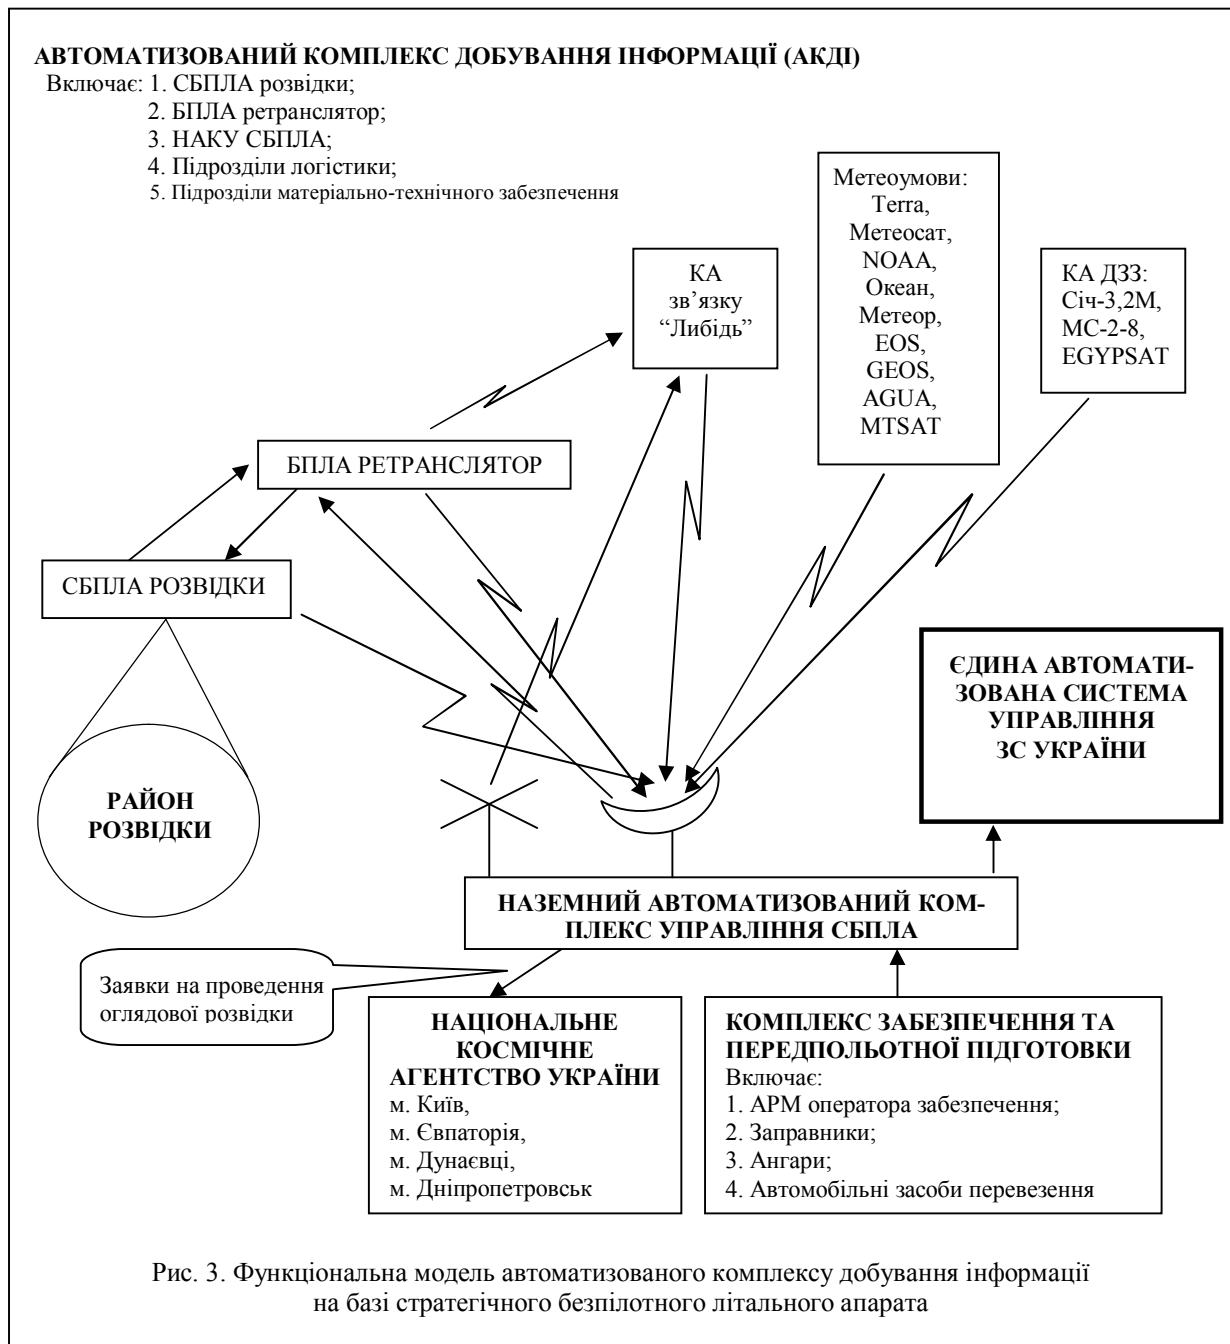 АВТОМАТИЗОВАНИЙ КОМПЛЕКС ДОБУВАННЯ ІНФОРМАЦІЇ (АКДІ)
Включає: 1. СБПЛА розвідки;
2. БПЛА ретранслятор;
3. НАКУ СБПЛА;
4. Підрозділи логістики;
5. Підрозділи матеріально-технічного забезпечення
Метеоумови:
Terra,
Метеосат,
NOAA,
Океан,
Метеор,
EOS,
GEOS,
AGUA,
MTSAT
КА
зв’язку
“Либідь”
КА ДЗЗ:
Січ-3,2М,
МС-2-8,
EGYPSAT
БПЛА РЕТРАНСЛЯТОР
СБПЛА РОЗВІДКИ
ЄДИНА АВТОМАТИ-
ЗОВАНА СИСТЕМА
УПРАВЛІННЯ
ЗС УКРАЇНИ
РАЙОН
РОЗВІДКИ
НАЗЕМНИЙ АВТОМАТИЗОВАНИЙ КОМ-
ПЛЕКС УПРАВЛІННЯ СБПЛА
Заявки на проведення
оглядової розвідки
НАЦІОНАЛЬНЕ
КОСМІЧНЕ
АГЕНТСТВО УКРАЇНИ
м. Київ,
м. Євпаторія,
м. Дунаєвці,
м. Дніпропетровськ
КОМПЛЕКС ЗАБЕЗПЕЧЕННЯ ТА
ПЕРЕДПОЛЬОТНОЇ ПІДГОТОВКИ
Включає:
1. АРМ оператора забезпечення;
2. Заправники;
3. Ангари;
4. Автомобільні засоби перевезення
Рис. 3. Функціональна модель автоматизованого комплексу добування інформації
на базі стратегічного безпілотного літального апарата